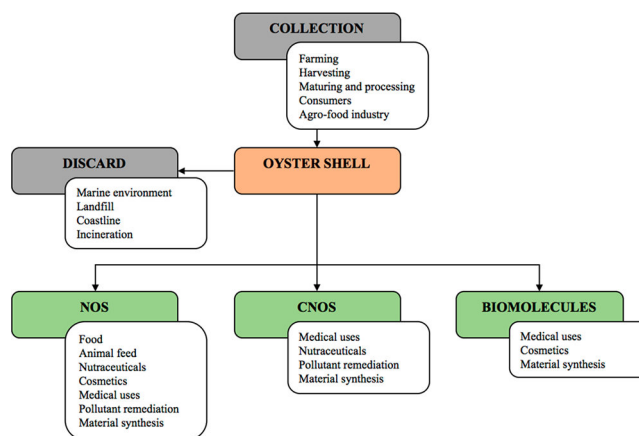 COLLECTION
Farming
Harvesting
Maturing and processing
Consumers
Agro-food industry
DISCARD
Marine environment
Landfill
Coastline
Incineration
OYSTER SHELL
NOS
Food
Animal feed
Nutraceuticals
Cosmetics
Medical uses
Pollutant remediation
Material synthesis
CNOS
Medical uses
Nutraceuticals
Pollutant remediation
Material synthesis
BIOMOLECULES
Medical uses
Cosmetics
Material synthesis